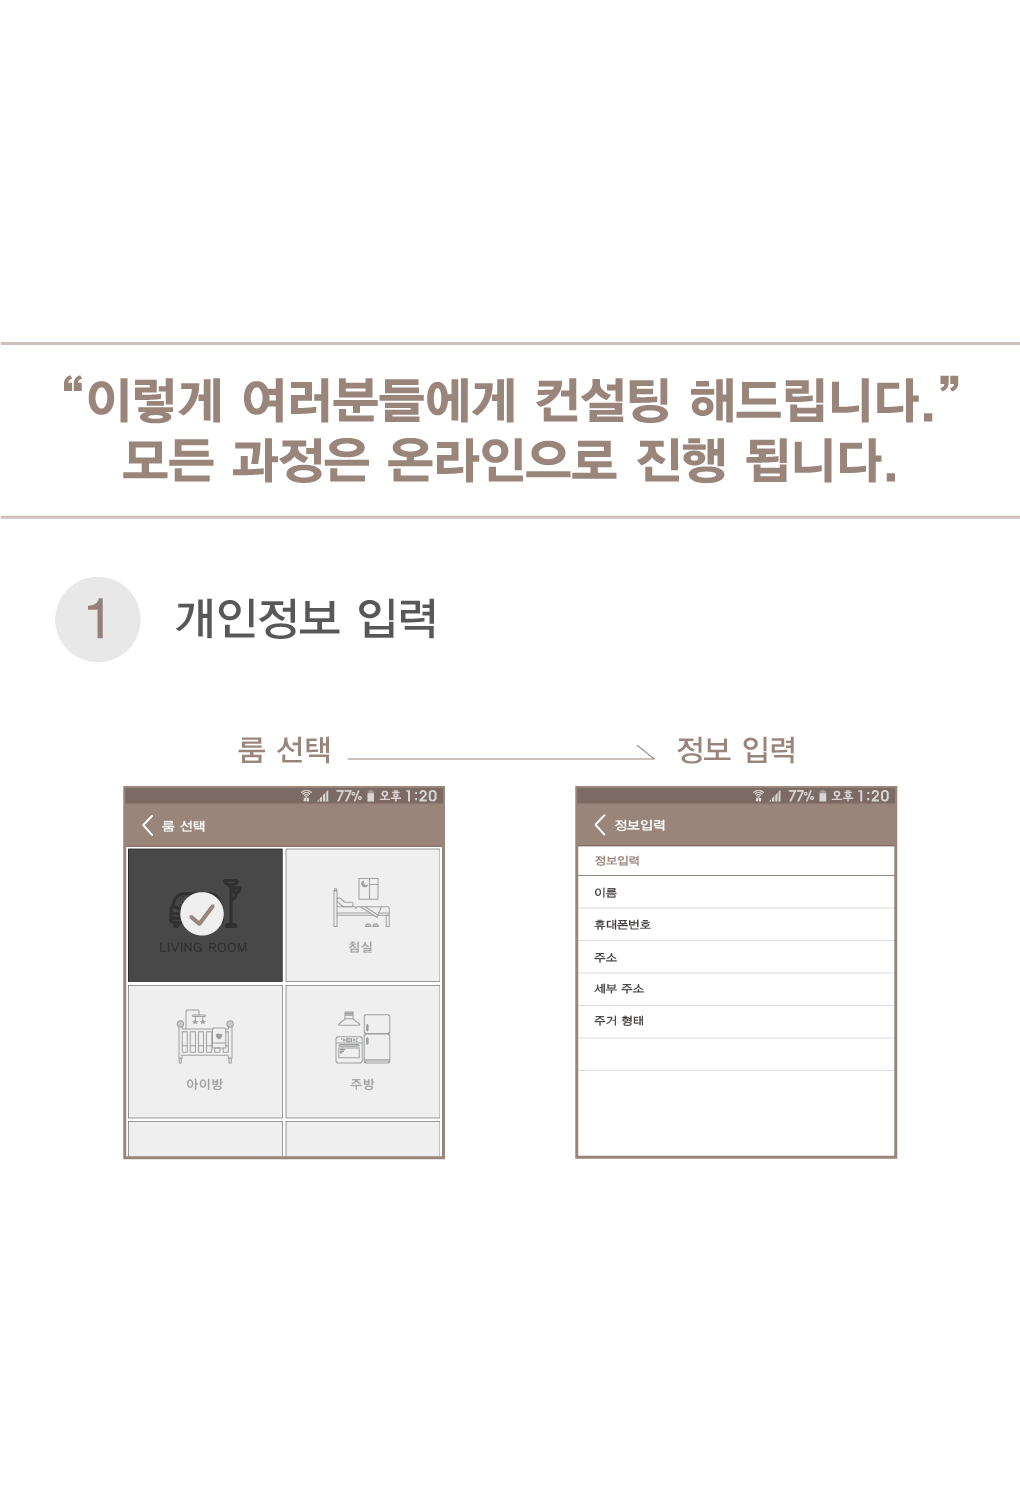 “이렇게 여러분들에게 컨설팅 해드립니다.”
모든 과정은 온라인으로 진행 됩니다.
1 개인정보 입력
룸 선택
정보 입력
77% 오후 1:20
룸 선택
LIVING ROOM
침실
아이방
주방
77% 오후 1:20
정보입력
정보입력
이름
휴대폰번호
주소
세부 주소
주거 형태